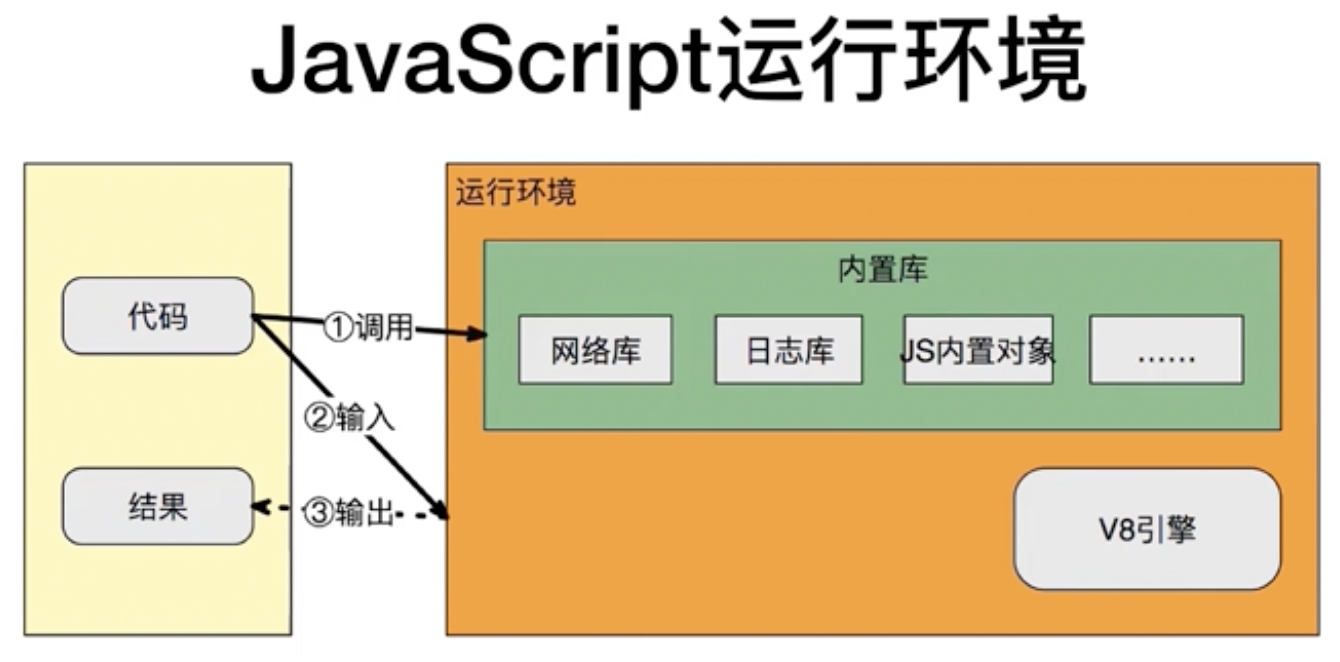 JavaScript运行环境
运行环境
内置库
代码
①调用
网络库
日志库
JS内置对象
......
②输入
结果
③输出
V8引擎